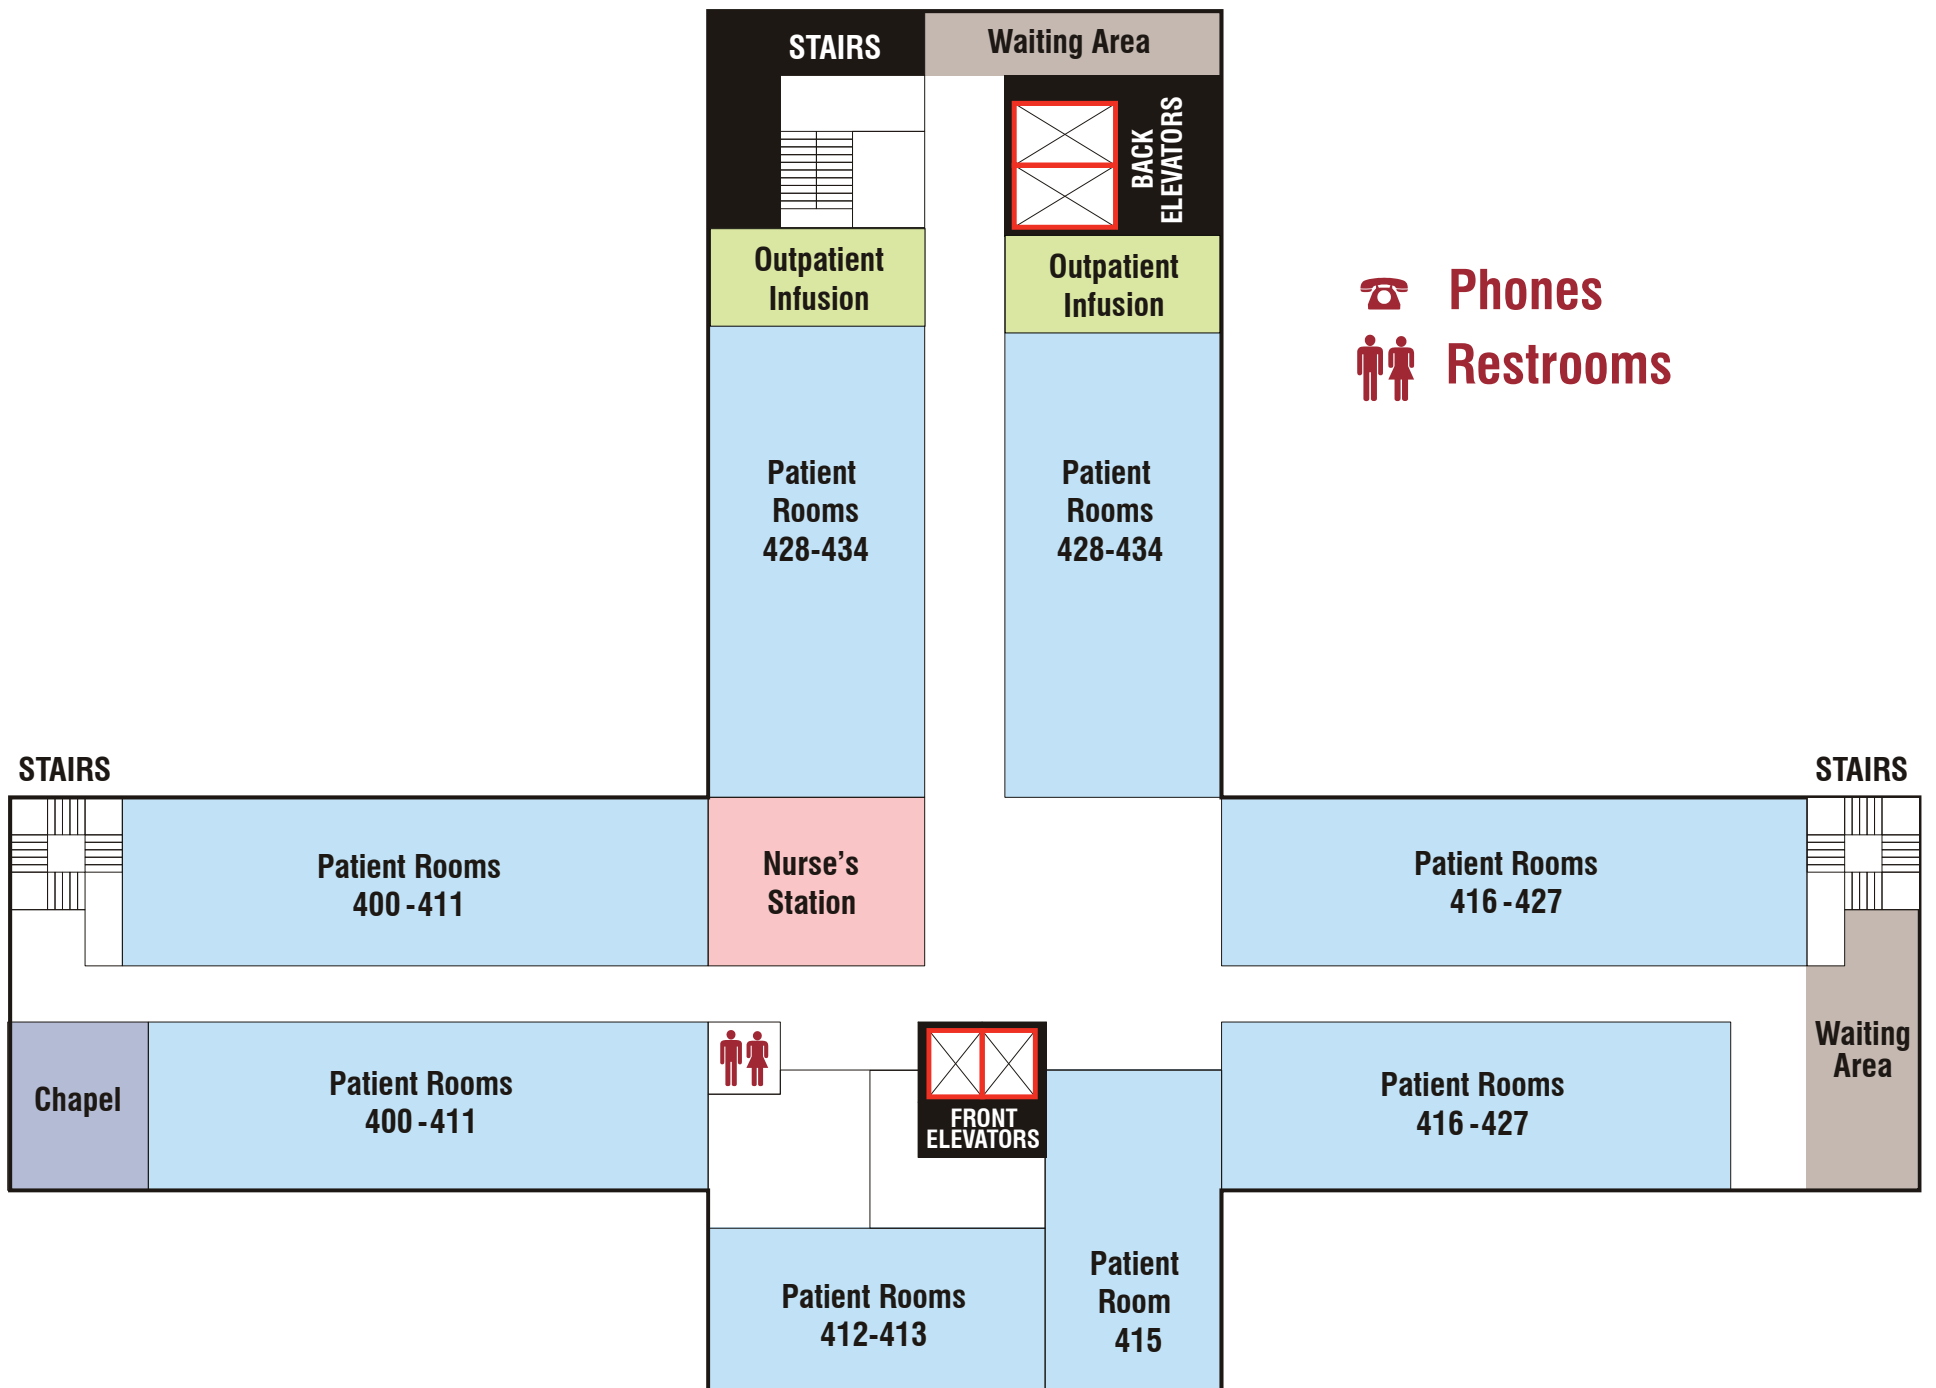 STAIRS
Waiting Area
BACK
ELEVATORS
Outpatient
Infusion
Outpatient
Infusion
Phones
Restrooms
Patient
Rooms
428-434
Patient
Rooms
428-434
STAIRS
STAIRS
Patient Rooms
400-411
Nurse’s
Station
Patient Rooms
416-427
Chapel
Patient Rooms
400-411
FRONT
ELEVATORS
Patient Rooms
416-427
Waiting
Area
Patient Rooms
412-413
Patient
Room
415